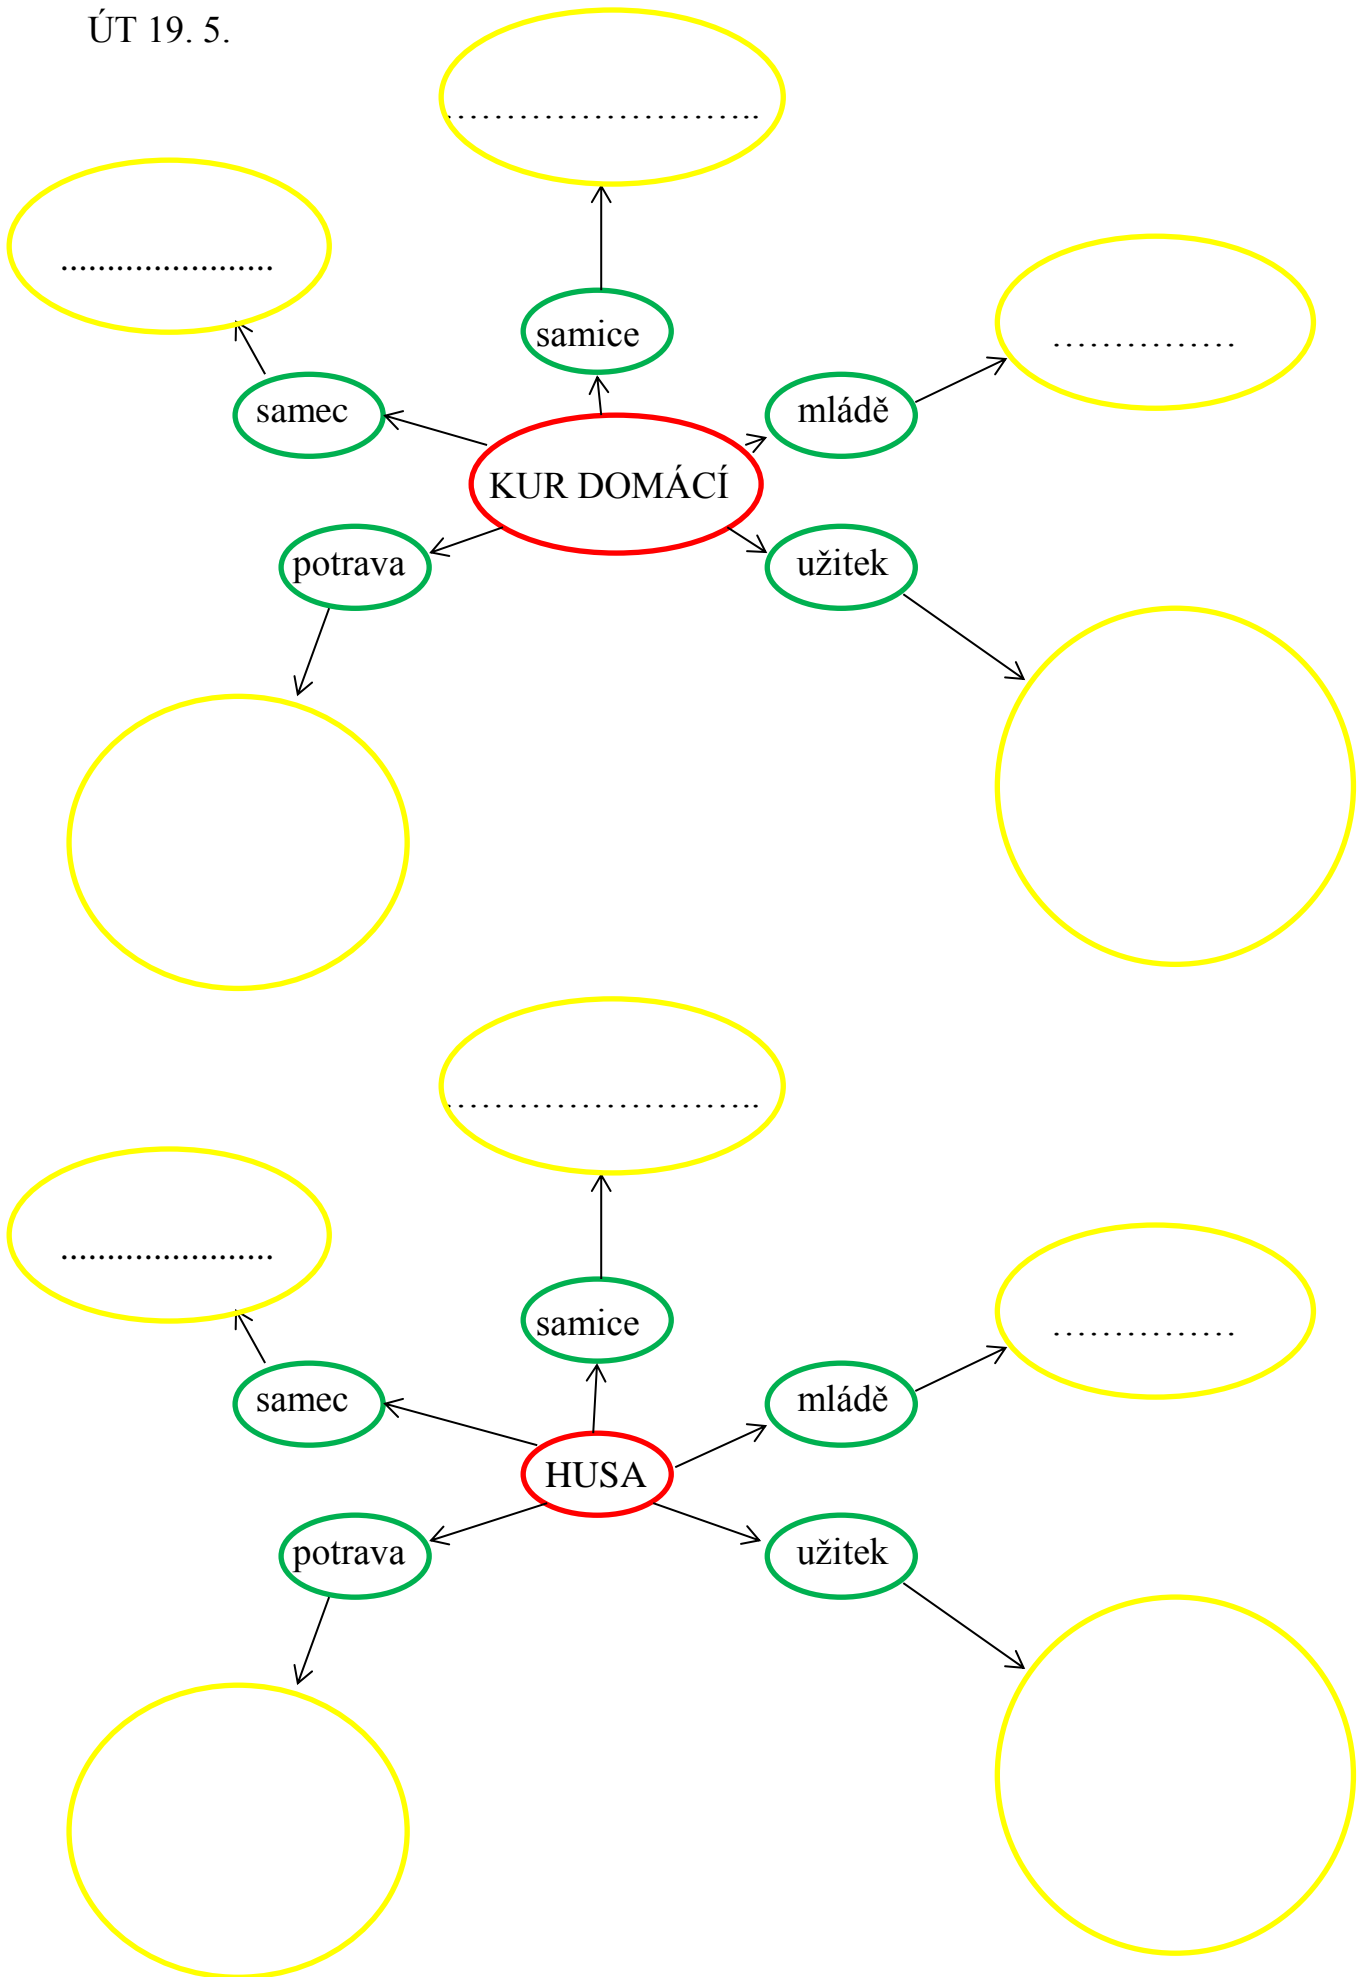 ÚT 19. 5.
……………………..
.......................
samice
……………
samec
mládě
KUR DOMÁCÍ
potrava
užitek
……………………..
.......................
samice
……………
samec
mládě
HUSA
potrava
užitek